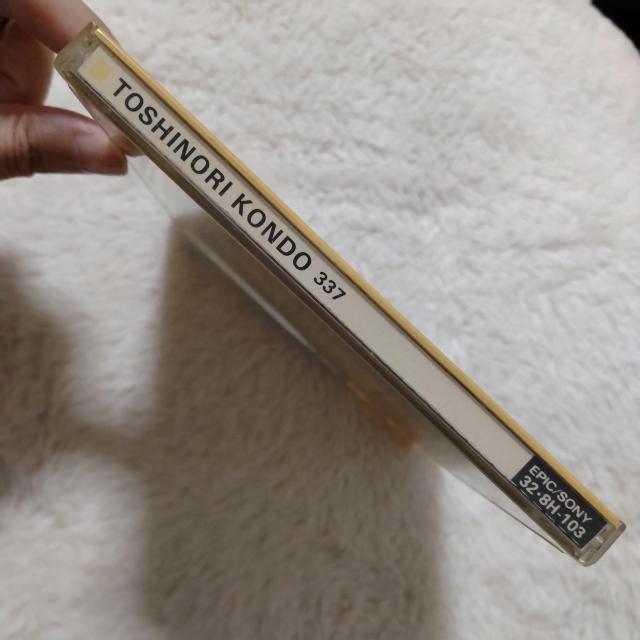 TOSHINORI KONDO 337
EPIC/SONY
32・8H-103